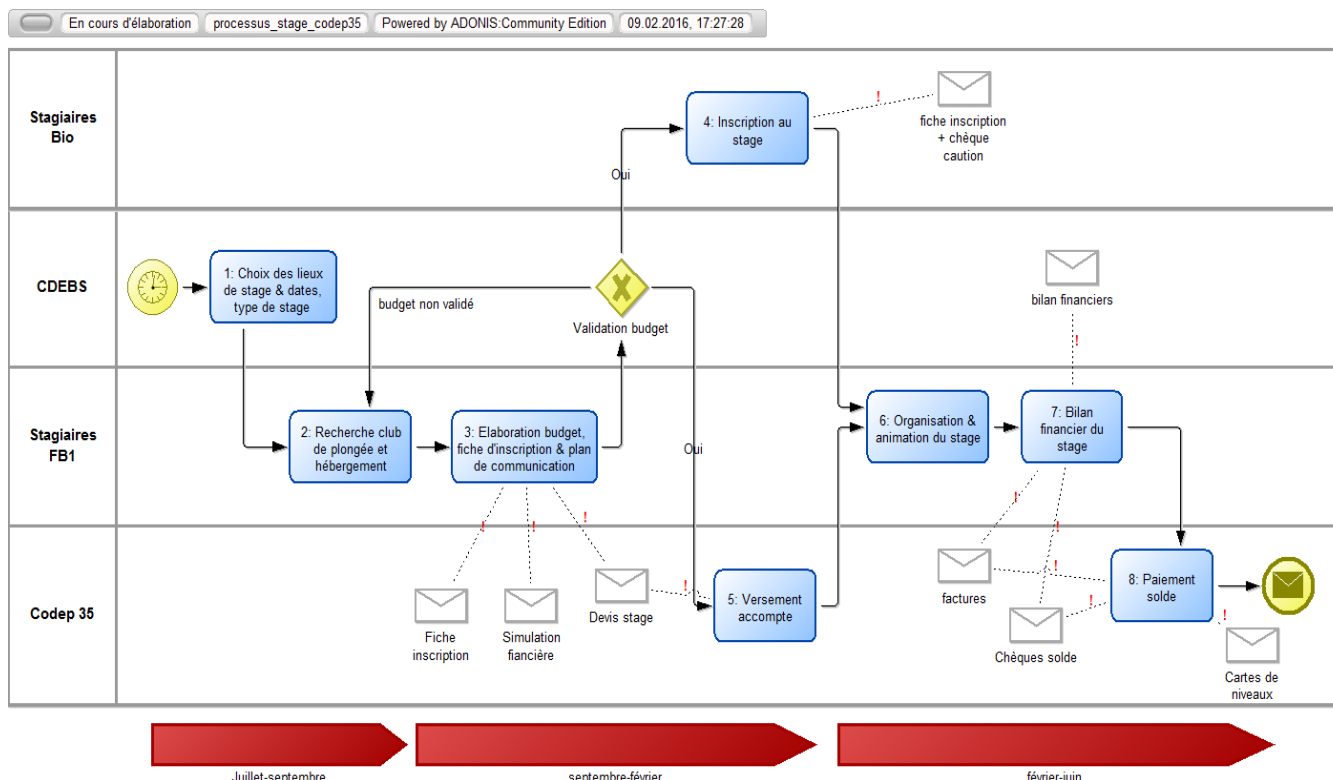 En cours d'élaboration processus_stage_codep35 Powered by ADONIS:Community Edition 09.02.2016, 17:27:28
Stagiaires
Bio
4: Inscription au
stage
!
fiche inscription
+ chèque
caution
Oui
CDEBS
1: Choix des lieux
de stage & dates,
type de stage
budget non validé
Validation budget
bilan financiers
!
Stagiaires
FB1
2: Recherche club
de plongée et
hébergement
3: Elaboration budget,
fiche d'inscription & plan
de communication
Oui
6: Organisation &
animation du stage
7: Bilan
financier du
stage
!
!
!
!
!
Codep 35
Fiche
inscription
Simulation
fiancière
Devis stage
!
5: Versement
accompte
factures
!
Chèques solde
!
8: Paiement
solde
!
Cartes de
niveaux
Juillet-septembre
septembre-février
février-juin